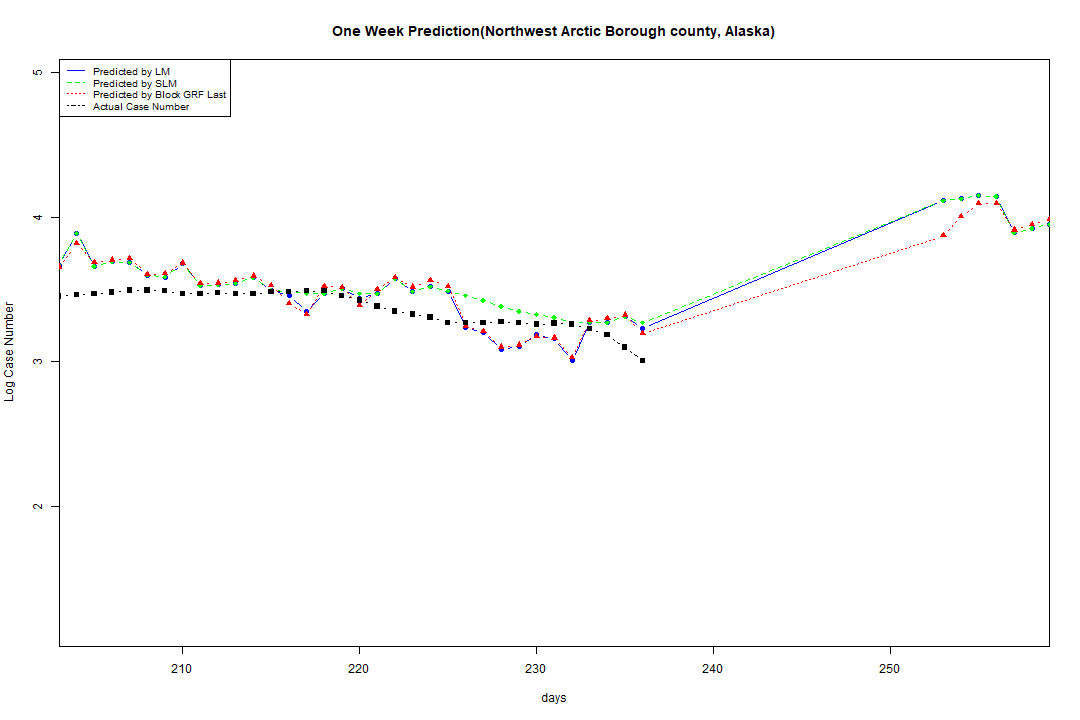 One Week Prediction(Northwest Arctic Borough county, Alaska)
Predicted by LM
Predicted by SLM
Predicted by Block GRF Last
Actual Case Number
5
4
3
2
Log Case Number
210
220
230
240
250
days